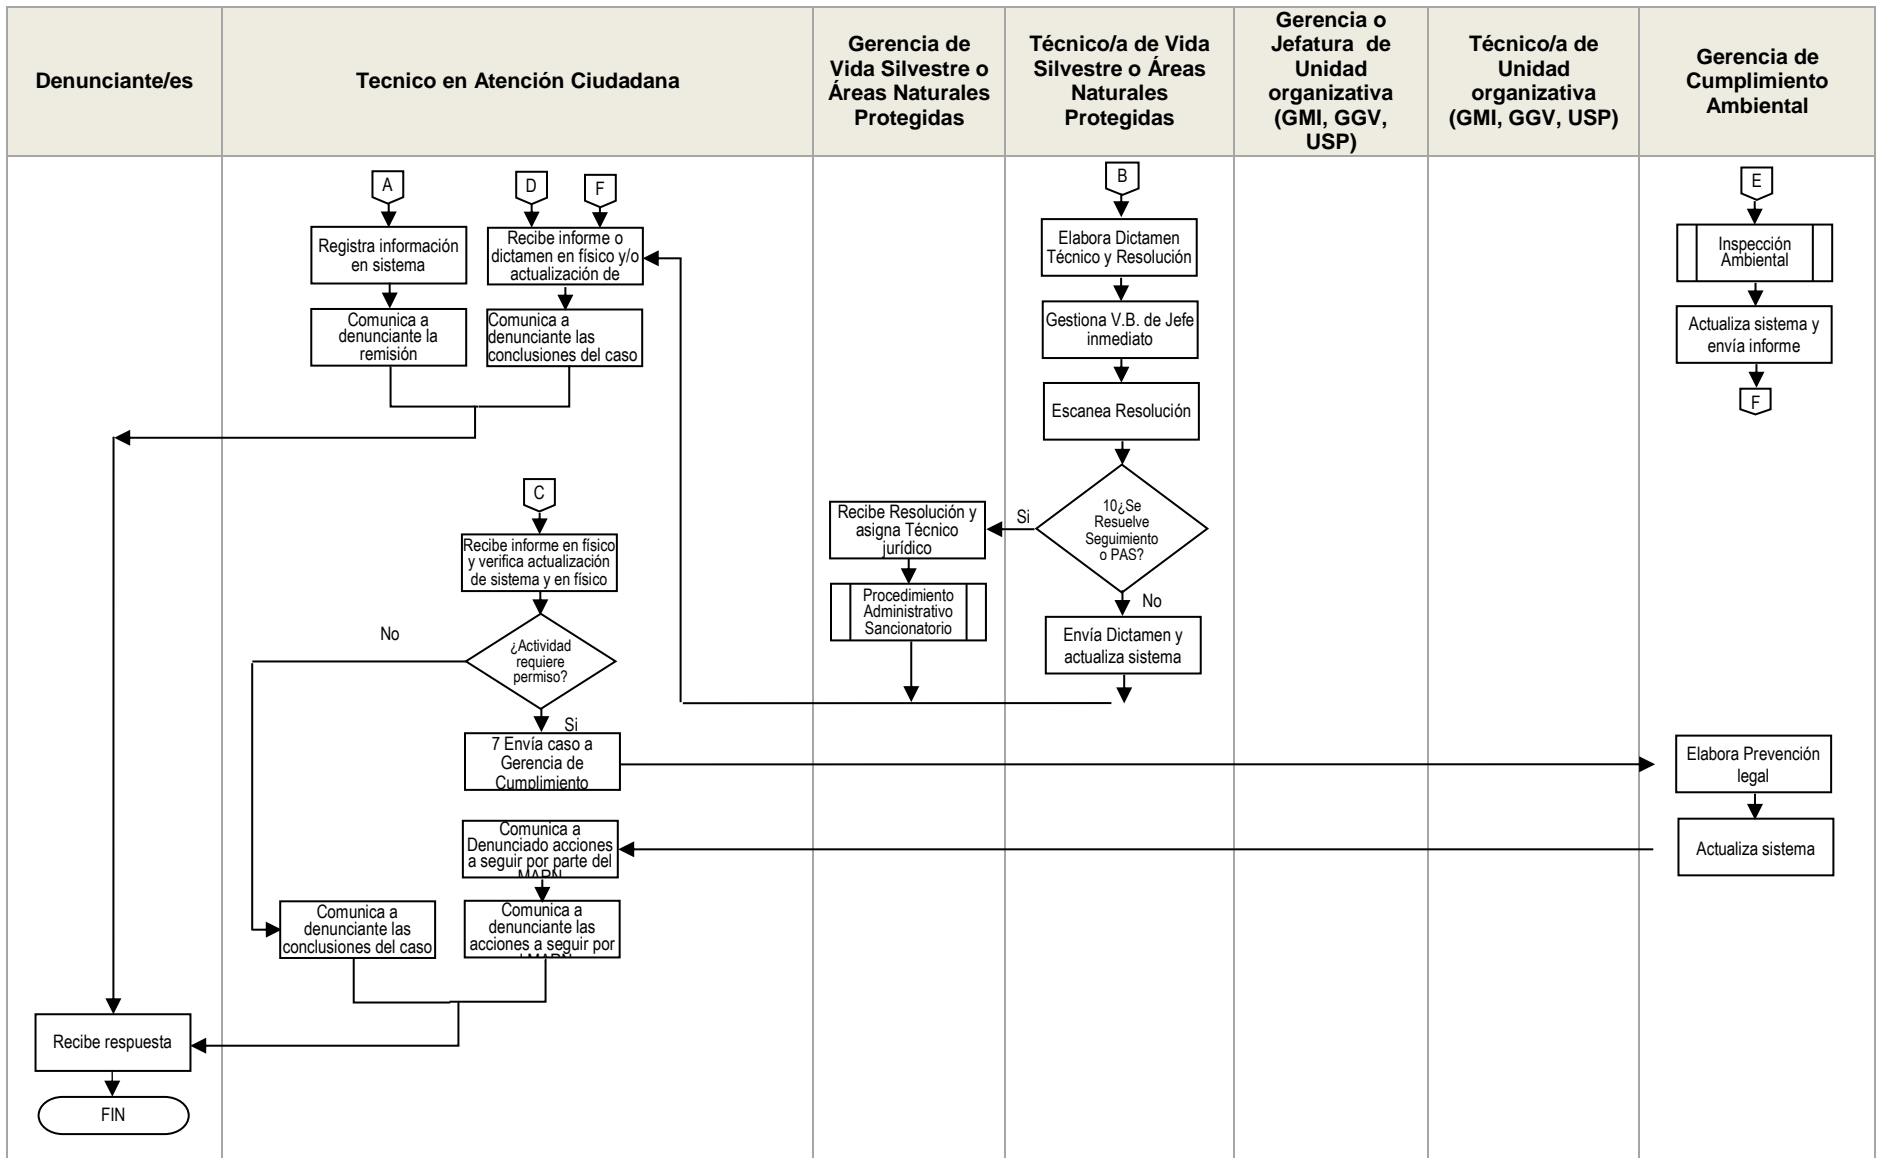 Denunciante/es
Tecnico en Atención Ciudadana
Gerencia de
Vida Silvestre o
Áreas Naturales
Protegidas
Técnico/a de Vida
Silvestre o Áreas
Naturales
Protegidas
Gerencia o
Jefatura de
Unidad
organizativa
(GMI, GGV,
USP)
Técnico/a de
Unidad
organizativa
(GMI, GGV, USP)
Gerencia de
Cumplimiento
Ambiental
A
Registra información
en sistema
Comunica a
denunciante la
remisión
D
F
Recibe informe o
dictamen en físico y/o
actualización de
Comunica a
denunciante las
conclusiones del caso
C
Recibe informe en físico
y verifica actualización
de sistema y en físico
¿Actividad
requiere
permiso?
No
Si
7 Envía caso a
Gerencia de
Cumplimiento
Comunica a
Denunciado acciones
a seguir por parte del
MARN
Comunica a
denunciante las
conclusiones del caso
Comunica a
denunciante las
acciones a seguir por
l MARN
Recibe respuesta
FIN
B
Elabora Dictamen
Técnico y Resolución
Gestiona V.B. de Jefe
inmediato
Escanea Resolución
10¿Se
Resuelve
Seguimiento
o PAS?
Si
No
Recibe Resolución y
asigna Técnico
jurídico
Procedimiento
Administrativo
Sancionatorio
Envía Dictamen y
actualiza sistema
E
Inspección
Ambiental
Actualiza sistema y
envía informe
F
Elabora Prevención
legal
Actualiza sistema